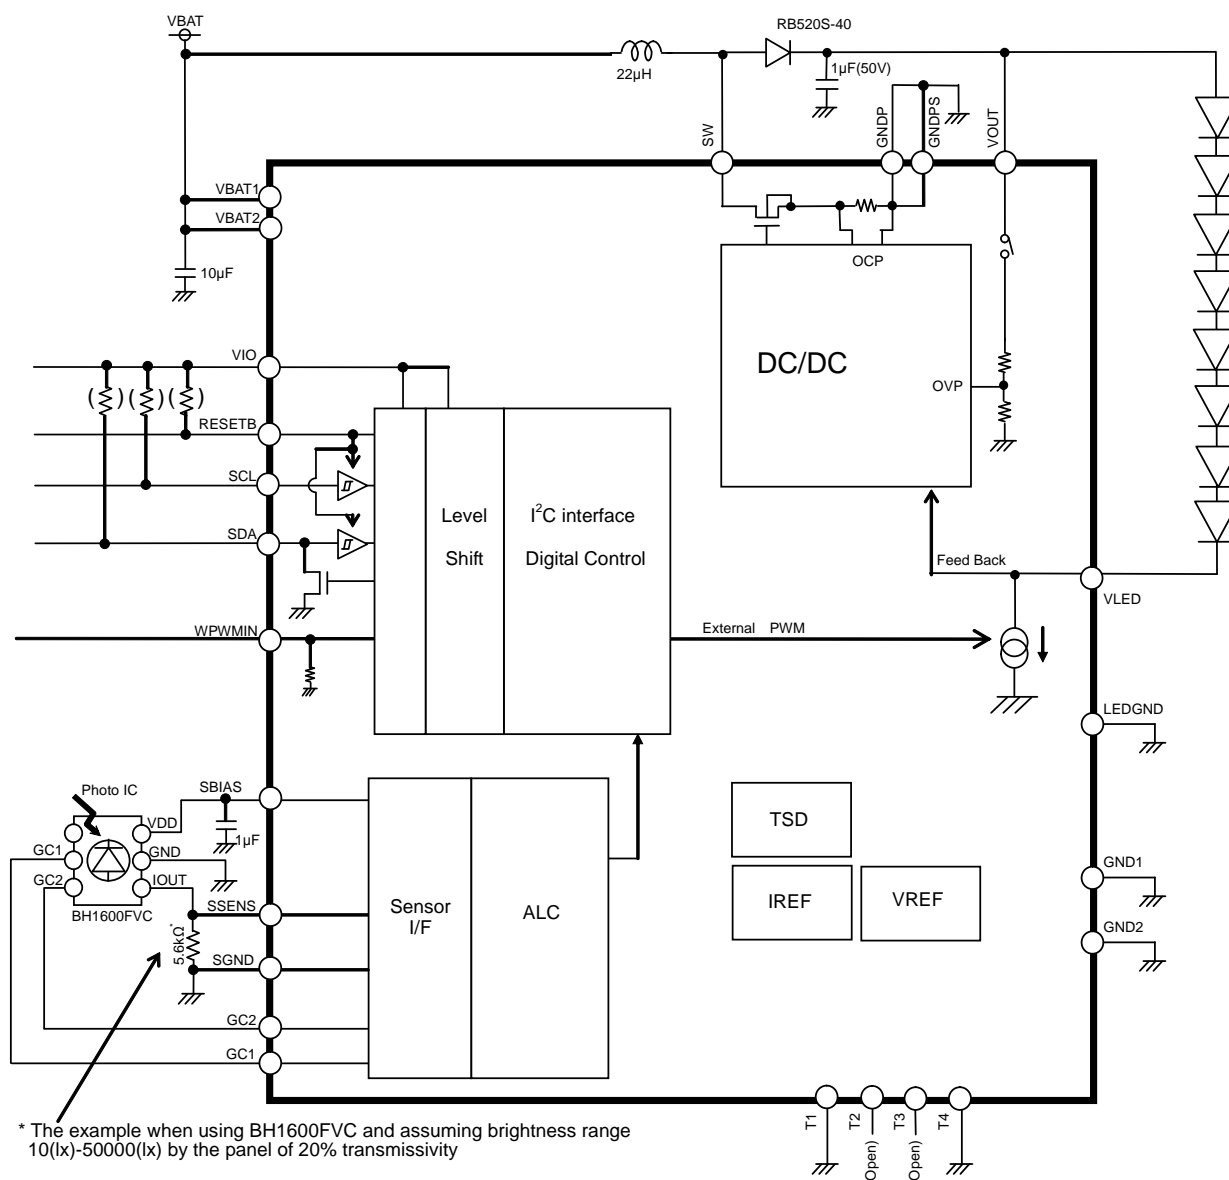 VBAT
RB520S-40
22µH
1µF(50V)
SW
GNDP
GNDPS
VOUT
VBAT1
VBAT2
10µF
OCP
DC/DC
OVP
VIO
( ) ( ) ( )
RESETB
SCL
SDA
Level
Shift
I²C interface
Digital Control
Feed Back
VLED
WPWMIN
External PWM
LEDGND
Photo IC
SBIAS
VDD
1µF
GC1
GND
GC2
IOUT
BH1600FVC
SSENS
5.6kΩ*
SGND
GC2
GC1
Sensor
I/F
ALC
TSD
IREF
VREF
GND1
GND2
T1
T2
T3
T4
Open)
Open)
* The example when using BH1600FVC and assuming brightness range
10(lx)-50000(lx) by the panel of 20% transmissivity